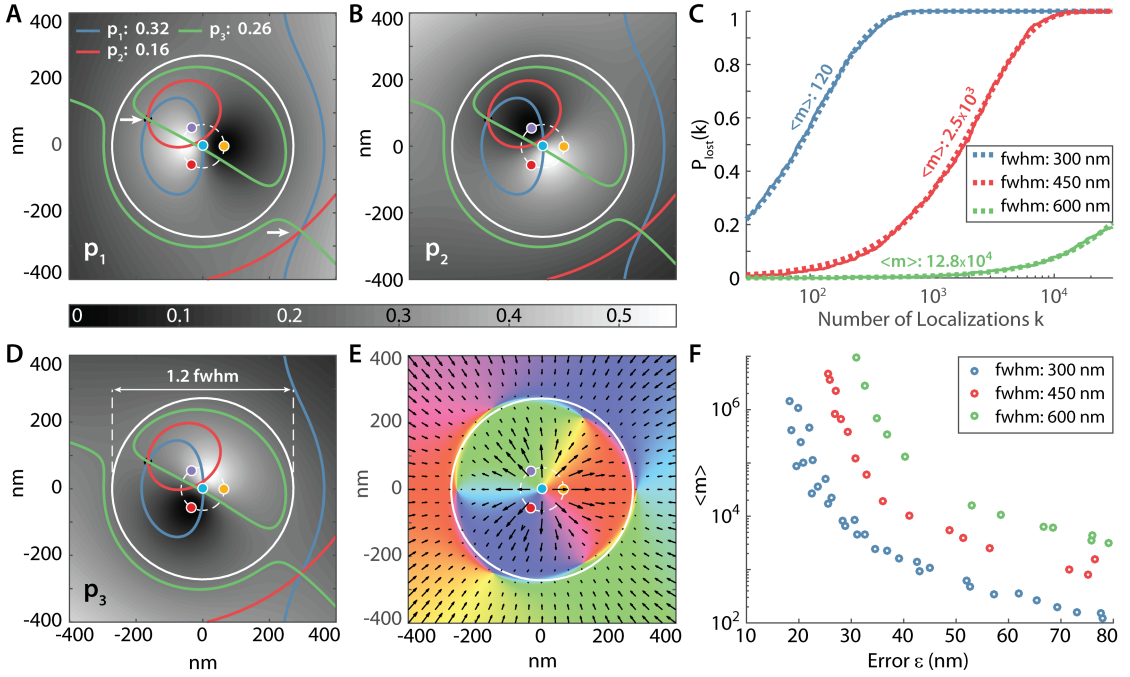 A
p1: 0.32
p3: 0.26
p2: 0.16
400
200
0
-200
-400
nm
p1
B
400
200
0
-200
-400
nm
p2
C
1
0.8
0.6
0.4
0.2
0
Plost(k)
<m>: 120
<m>: 2.5x10³
<m>: 12.8x10⁴
fwhm: 300 nm
fwhm: 450 nm
fwhm: 600 nm
10²
10³
10⁴
Number of Localizations k
0
0.1
0.2
0.3
0.4
0.5
D
1.2 fwhm
400
200
0
-200
-400
nm
p3
-400
-200
0
200
400
nm
E
400
200
0
-200
-400
nm
-400
-200
0
200
400
nm
F
fwhm: 300 nm
fwhm: 450 nm
fwhm: 600 nm
10⁶
10⁴
10²
<m>
10
20
30
40
50
60
70
80
Error ε (nm)